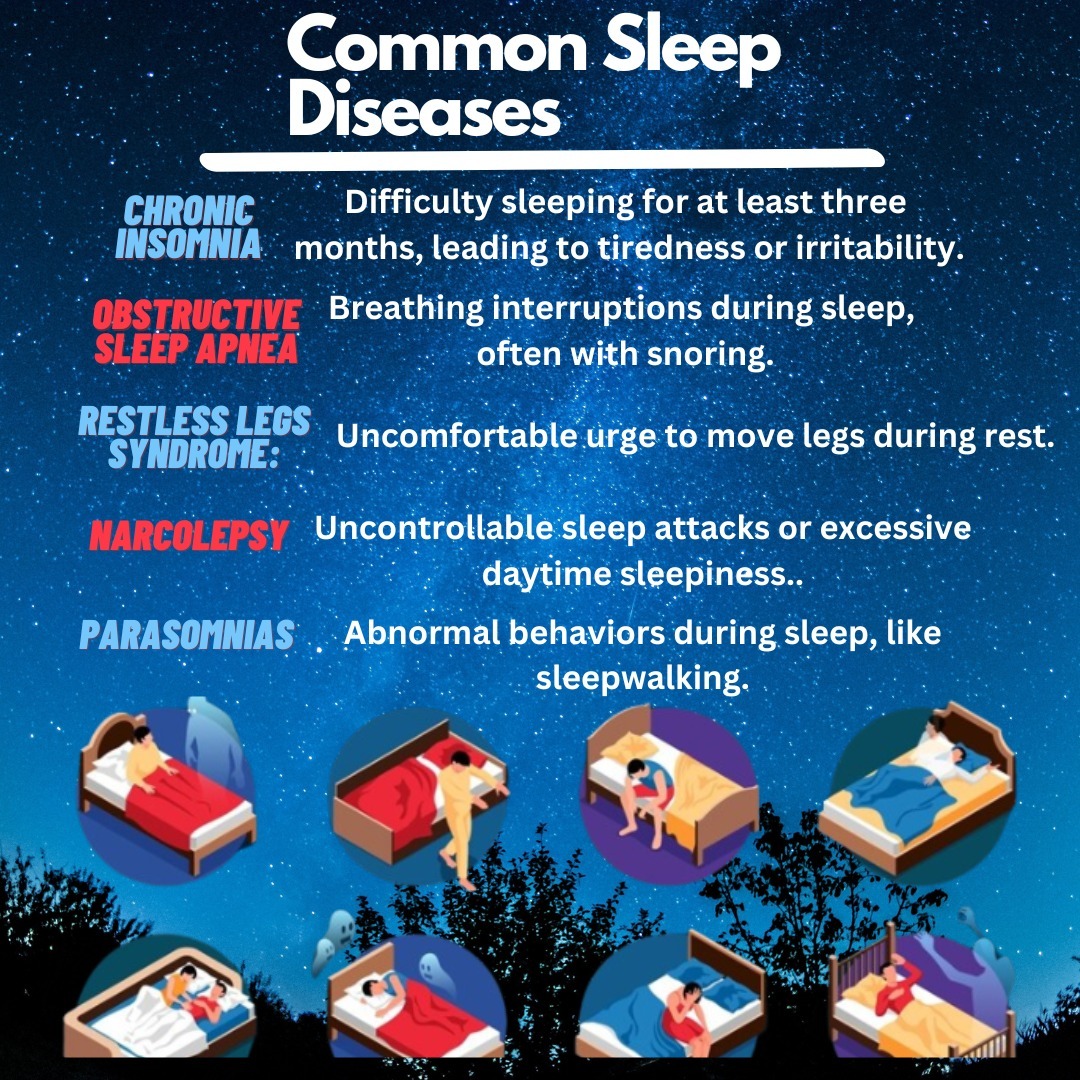 Common Sleep
Diseases
CHRONIC
INSOMNIA
Difficulty sleeping for at least three
months, leading to tiredness or irritability.
OBSTRUCTIVE
SLEEP APNEA
Breathing interruptions during sleep,
often with snoring.
RESTLESS LEGS
SYNDROME:
Uncomfortable urge to move legs during rest.
NARCOLEPSY
Uncontrollable sleep attacks or excessive
daytime sleepiness..
PARASOMNIAS
Abnormal behaviors during sleep, like
sleepwalking.